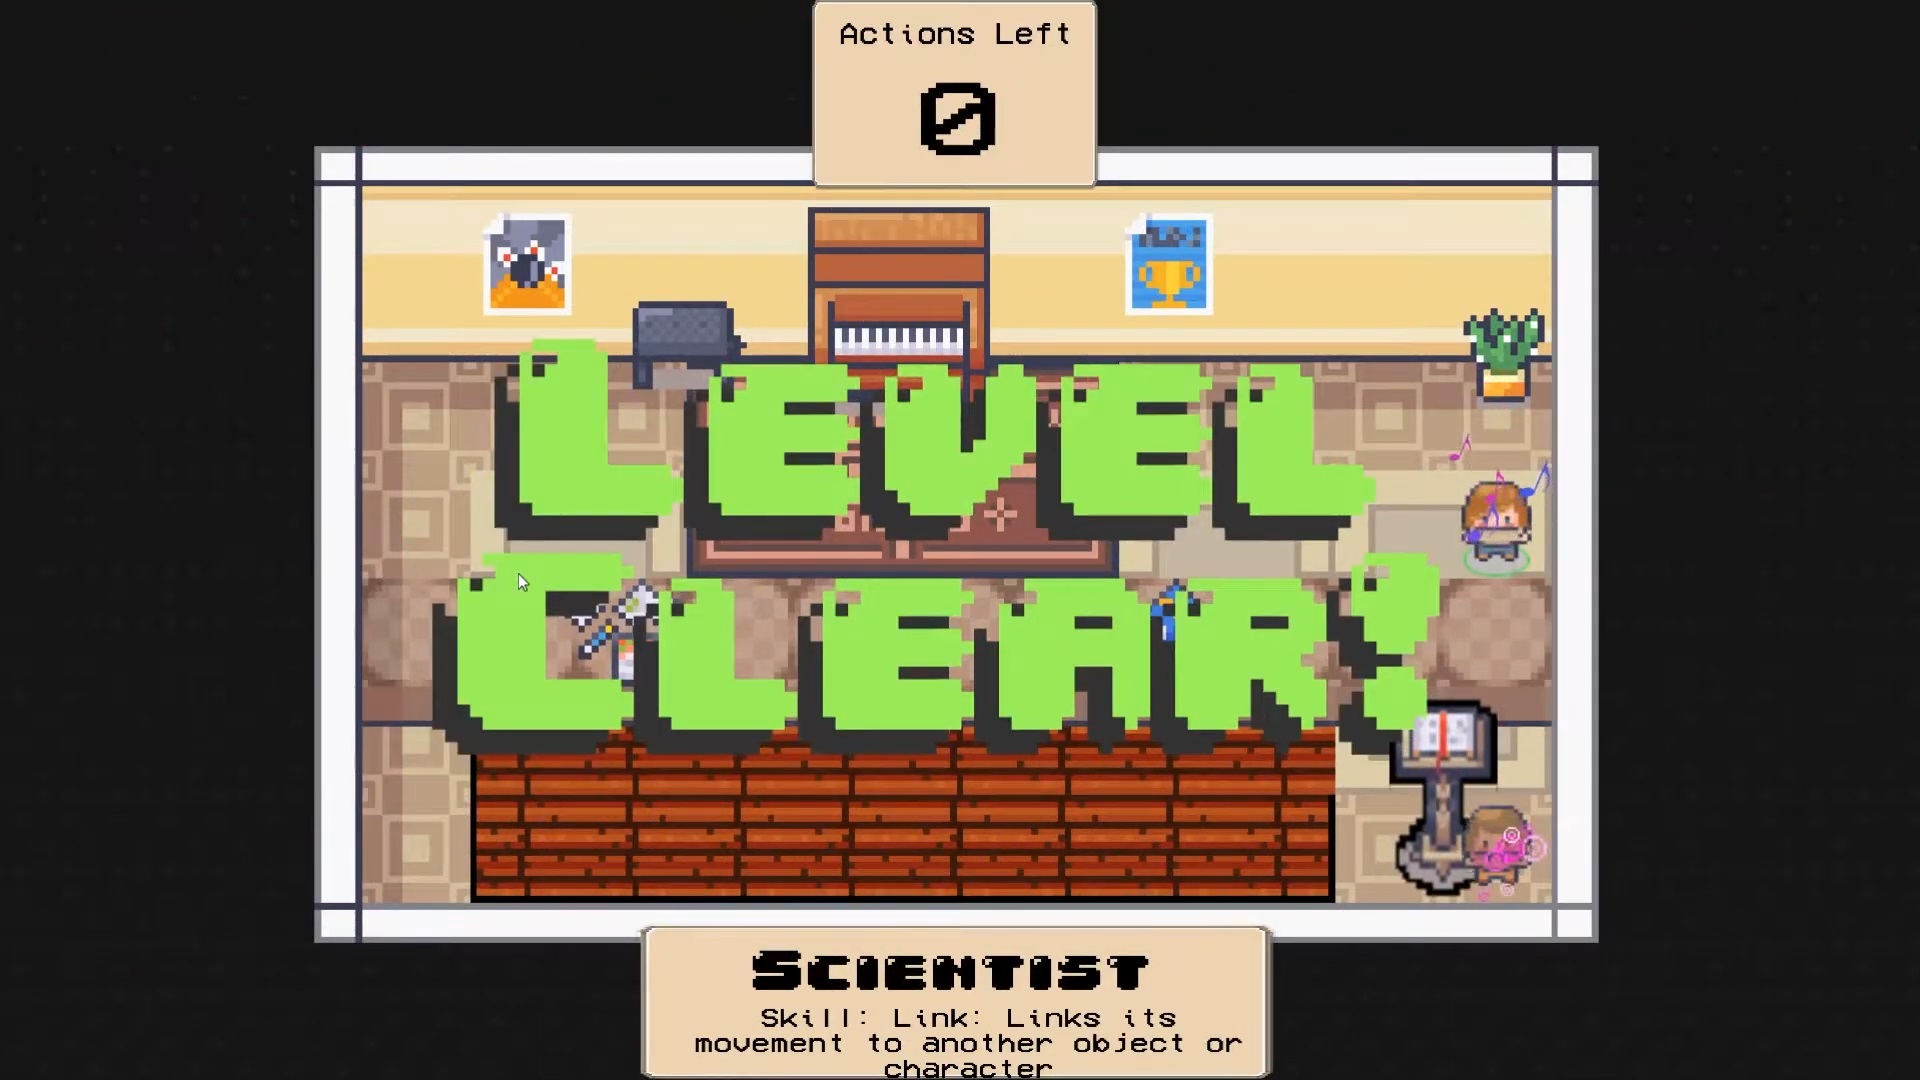 Actions Left
0
LEVEL
CLEAR!
SCIENTIST
Skill: Link: Links its
movement to another object or
character